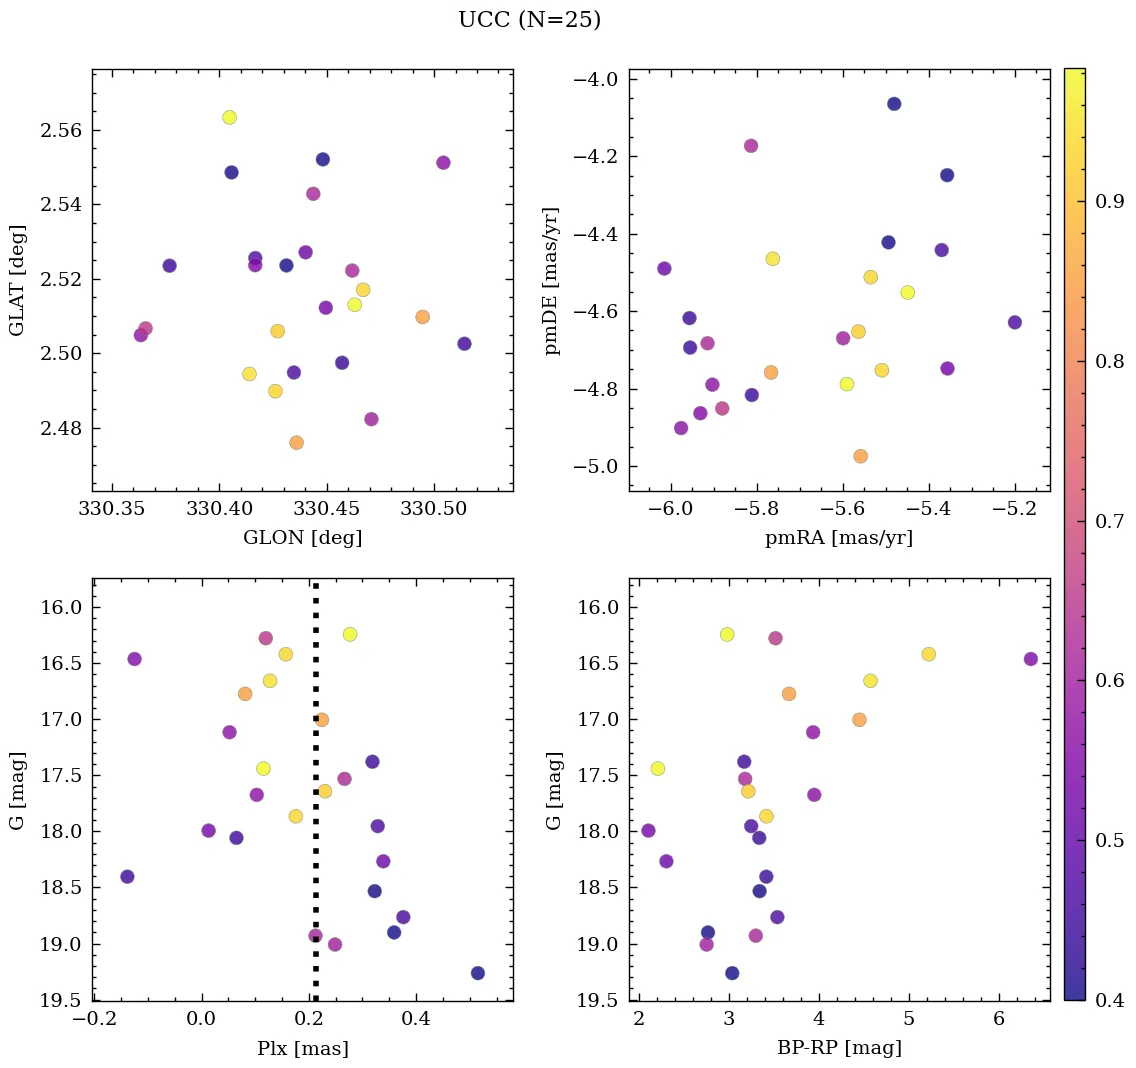 UCC (N=25)
2.56
2.54
2.52
2.50
2.48
GLAT [deg]
330.35 330.40 330.45 330.50
GLON [deg]
−4.0
−4.2
−4.4
−4.6
−4.8
−5.0
pmDE [mas/yr]
−6.0 −5.8 −5.6 −5.4 −5.2
pmRA [mas/yr]
16.0
16.5
17.0
17.5
18.0
18.5
19.0
19.5
G [mag]
−0.2 0.0 0.2 0.4
Plx [mas]
16.0
16.5
17.0
17.5
18.0
18.5
19.0
19.5
G [mag]
2 3 4 5 6
BP-RP [mag]
0.9
0.8
0.7
0.6
0.5
0.4